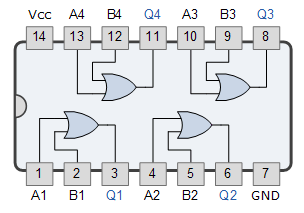 Vcc A4 B4 Q4 A3 B3 Q3
14 13 12 11 10 9 8
1 2 3 4 5 6 7
A1 B1 Q1 A2 B2 Q2 GND